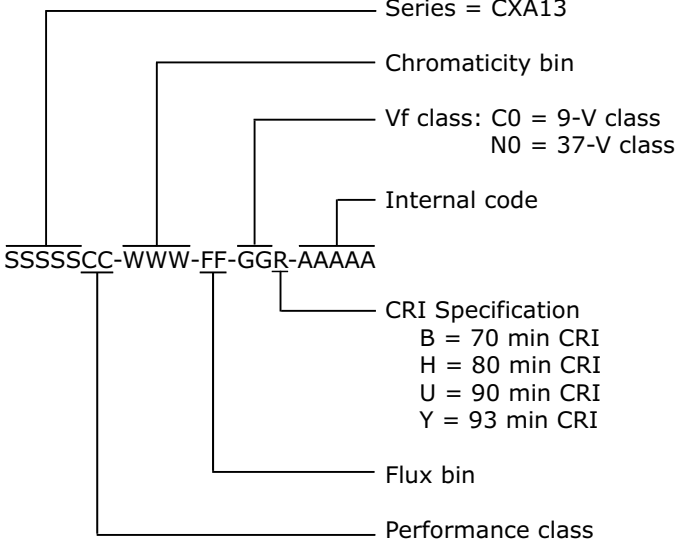 Series = CXA13
Chromaticity bin
Vf class: C0 = 9-V class
N0 = 37-V class
Internal code
SSSSSCC-WWW-FF-GGR-AAAAA
CRI Specification
B = 70 min CRI
H = 80 min CRI
U = 90 min CRI
Y = 93 min CRI
Flux bin
Performance class